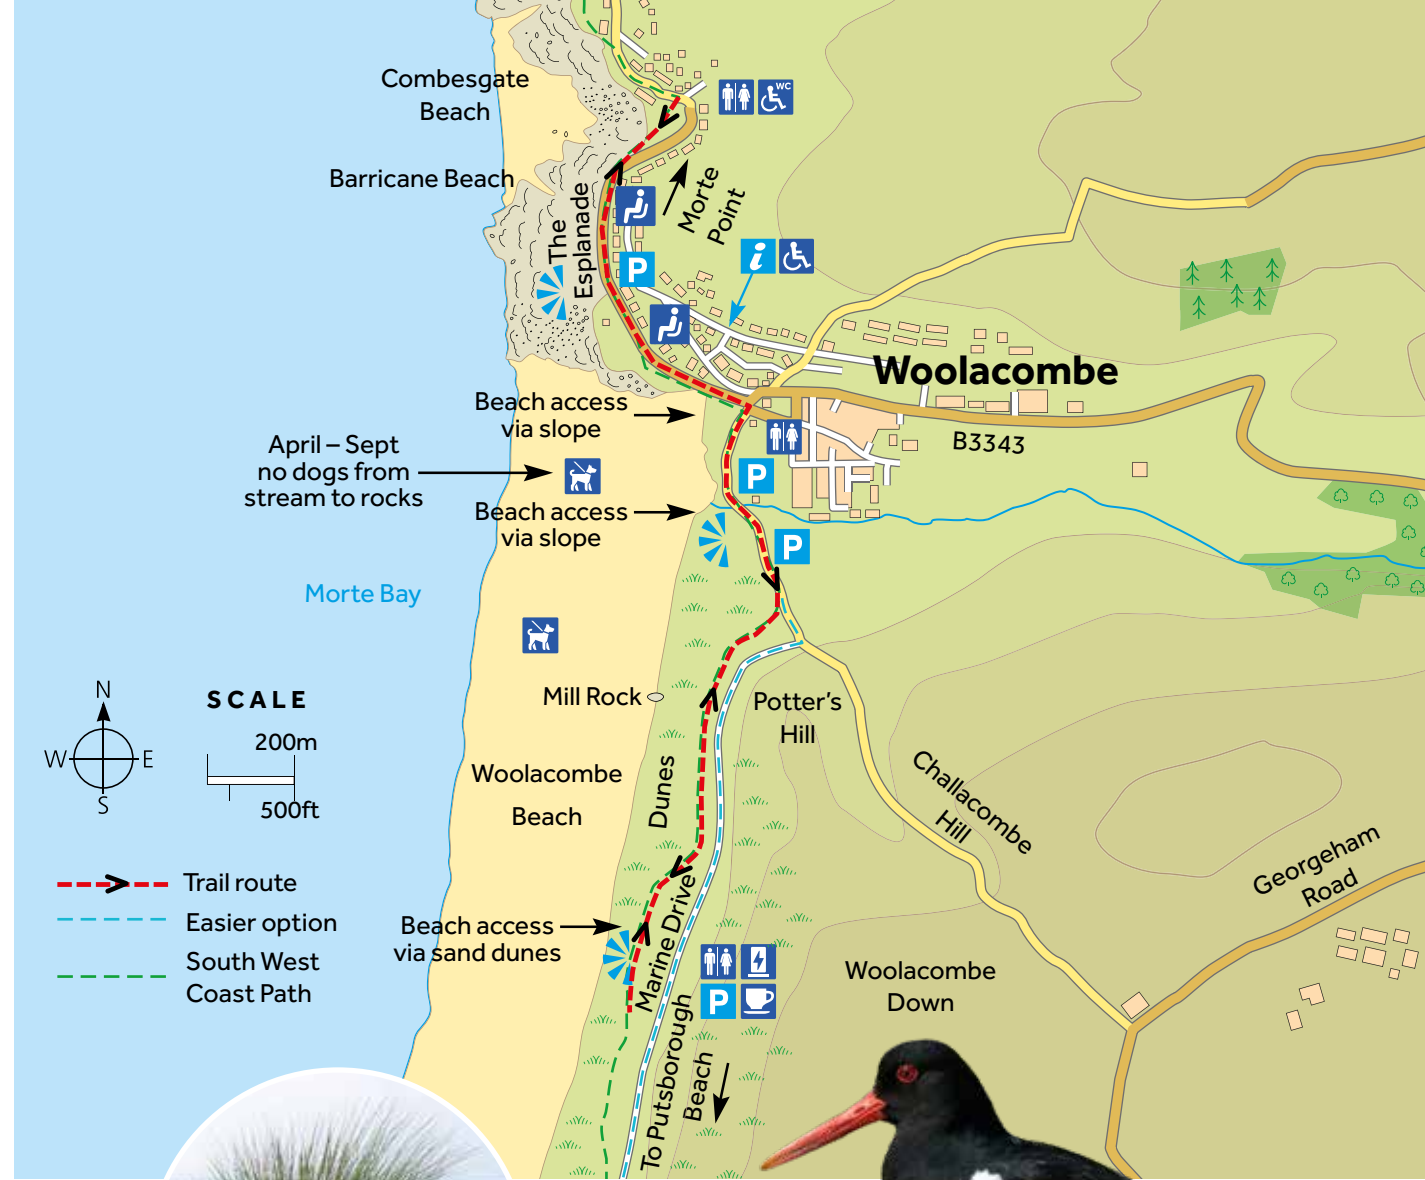 Combesgate
Beach
WC
Barricane Beach
The
Esplanade
Morte
Point
P
i
Woolacombe
Beach access
via slope
B3343
April – Sept
no dogs from
stream to rocks
P
Beach access
via slope
P
Morte Bay
N
W E
S
SCALE
200m
500ft
Mill Rock
Potter's
Hill
Woolacombe
Beach
Dunes
Challacombe
Hill
Georgeham
Road
Trail route
Easier option
South West
Coast Path
Beach access
via sand dunes
Marine Drive
P
Woolacombe
Down
To Putsborough
Beach